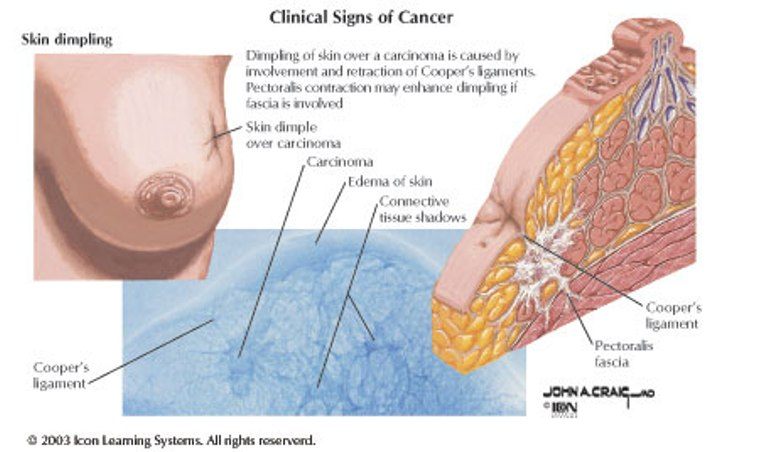 Clinical Signs of Cancer
Skin dimpling
Dimpling of skin over a carcinoma is caused by
involvement and retraction of Cooper's ligaments.
Pectoralis contraction may enhance dimpling if
fascia is involved
Skin dimple
over carcinoma
Carcinoma
Edema of skin
Connective
tissue shadows
Cooper's
ligament
Pectoralis
fascia
Cooper's
ligament
JOHN A. CRAIG—AD
© ICON
© 2003 Icon Learning Systems. All rights reserverd.